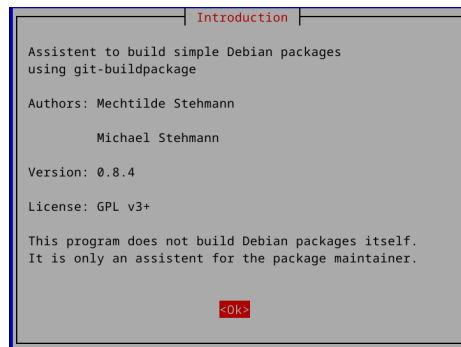 Introduction
Assistent to build simple Debian packages
using git-buildpackage
Authors: Mechtilde Stehmann
Michael Stehmann
Version: 0.8.4
License: GPL v3+
This program does not build Debian packages itself.
It is only an assistent for the package maintainer.
<Ok>